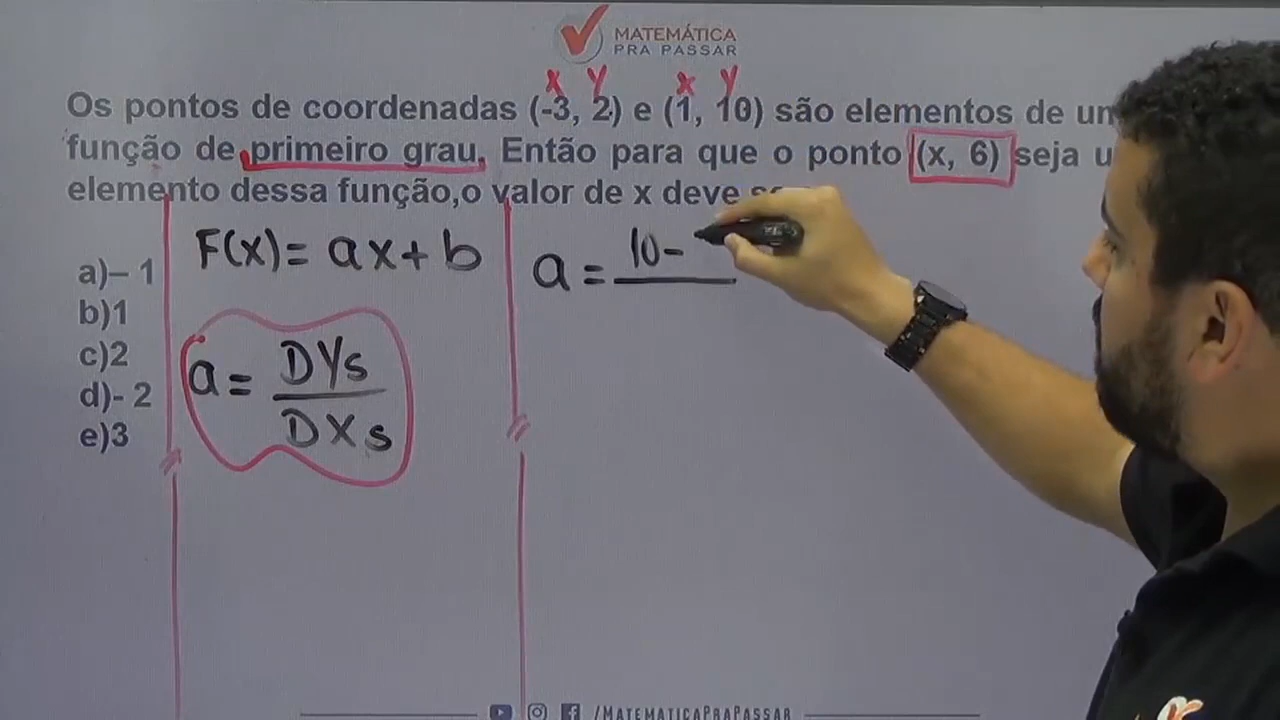 MATEMÁTICA
PRA PASSAR
x y x y
Os pontos de coordenadas (-3, 2) e (1, 10) são elementos de
função de primeiro grau. Então para que o ponto (x, 6) seja
elemento dessa função,o valor de x deve
a)– 1
b)1
c)2
d)- 2
e)3
F(x)= ax+b
a = DYs
DXs
a = 10-
/MATEMATICAPRAPASSAR